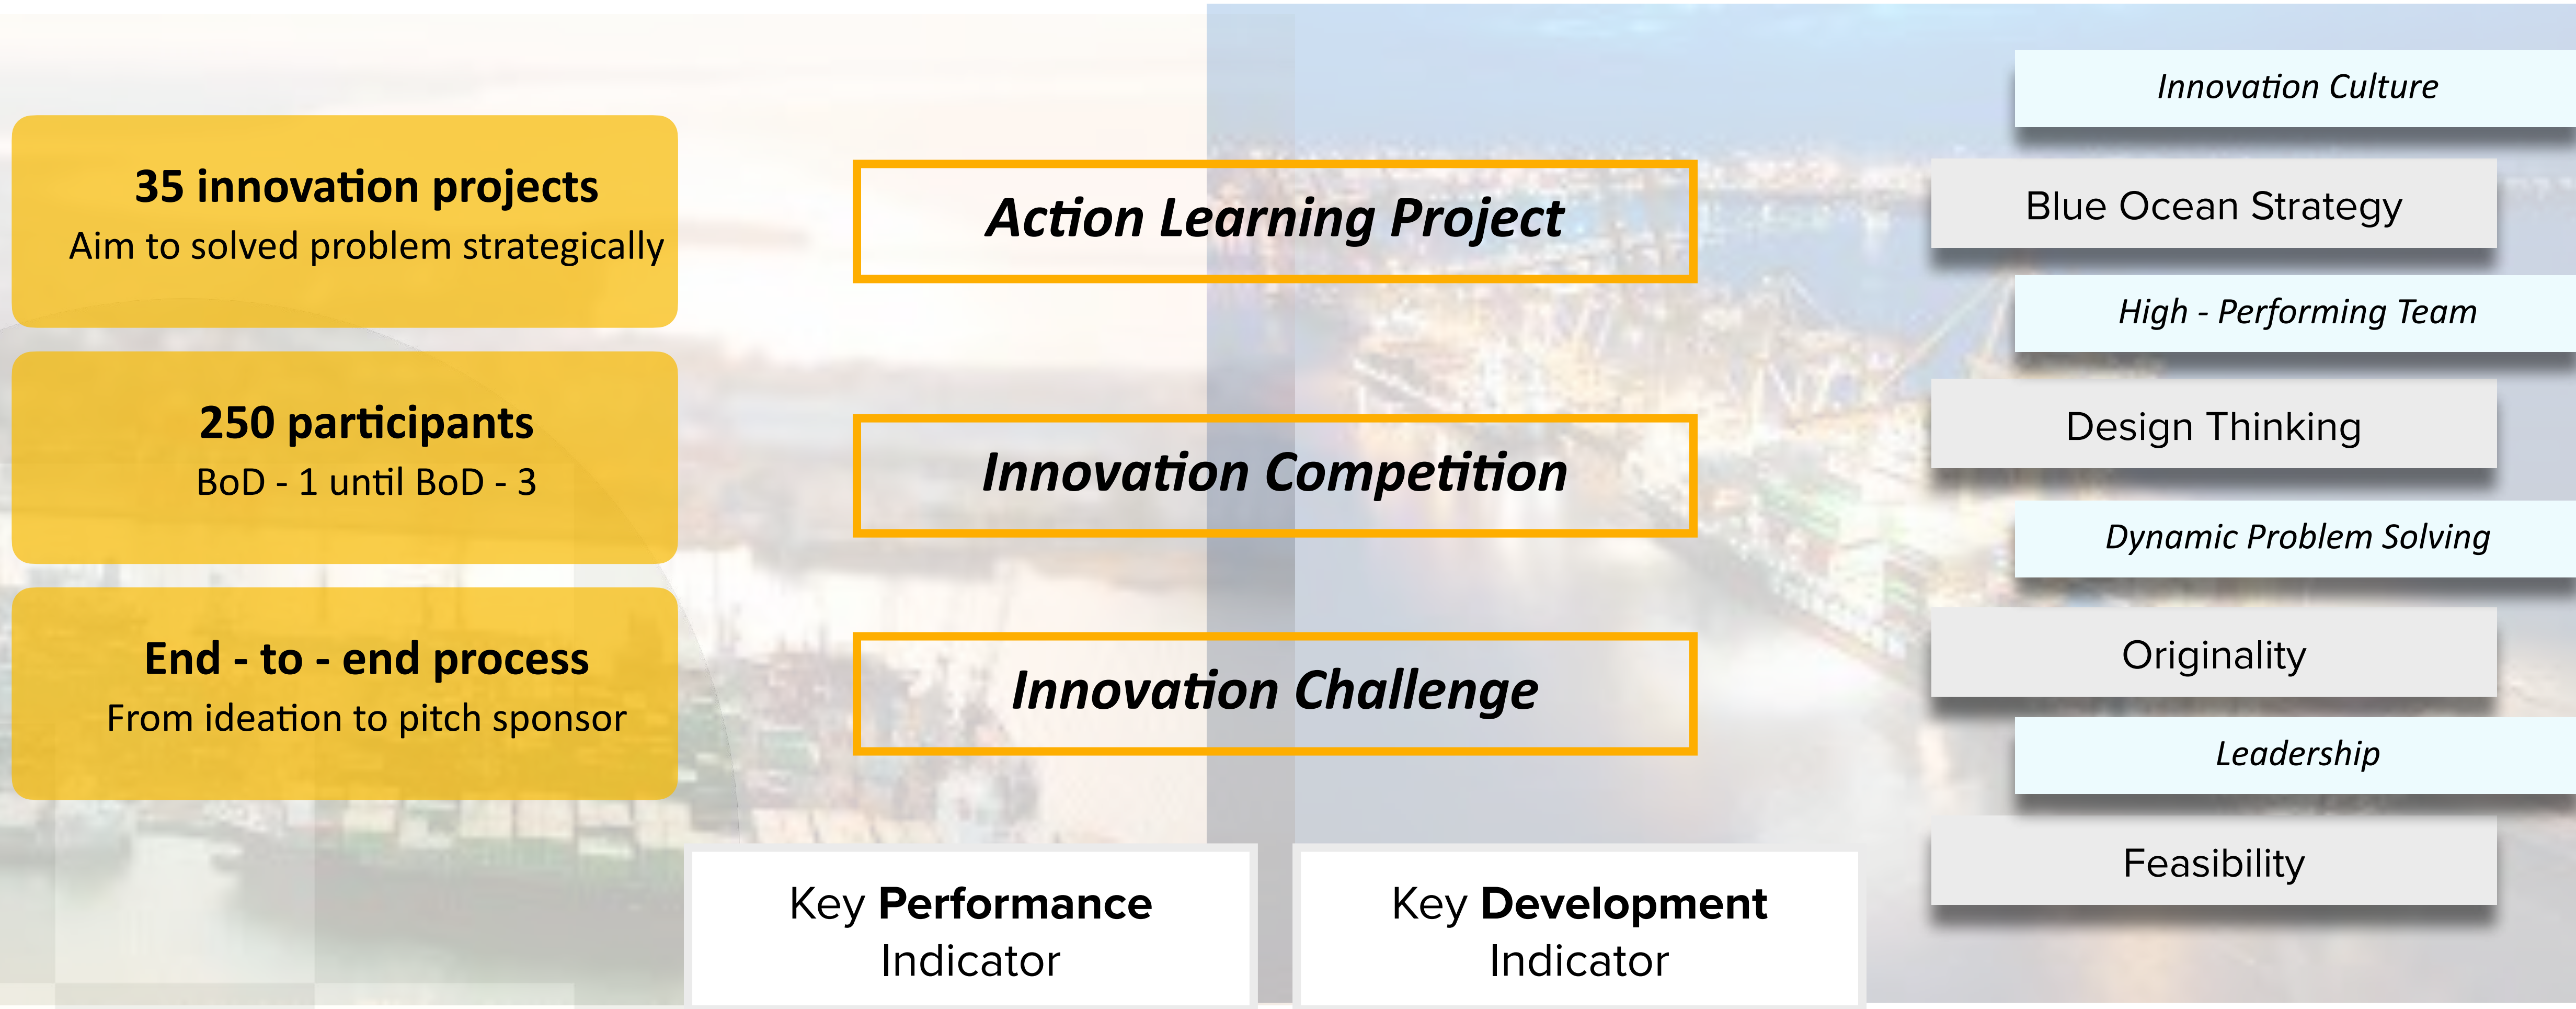 35 innovation projects
Aim to solved problem strategically
250 participants
BoD - 1 until BoD - 3
End - to - end process
From ideation to pitch sponsor
Action Learning Project
Innovation Competition
Innovation Challenge
Key Performance
Indicator
Key Development
Indicator
Innovation Culture
Blue Ocean Strategy
High - Performing Team
Design Thinking
Dynamic Problem Solving
Originality
Leadership
Feasibility